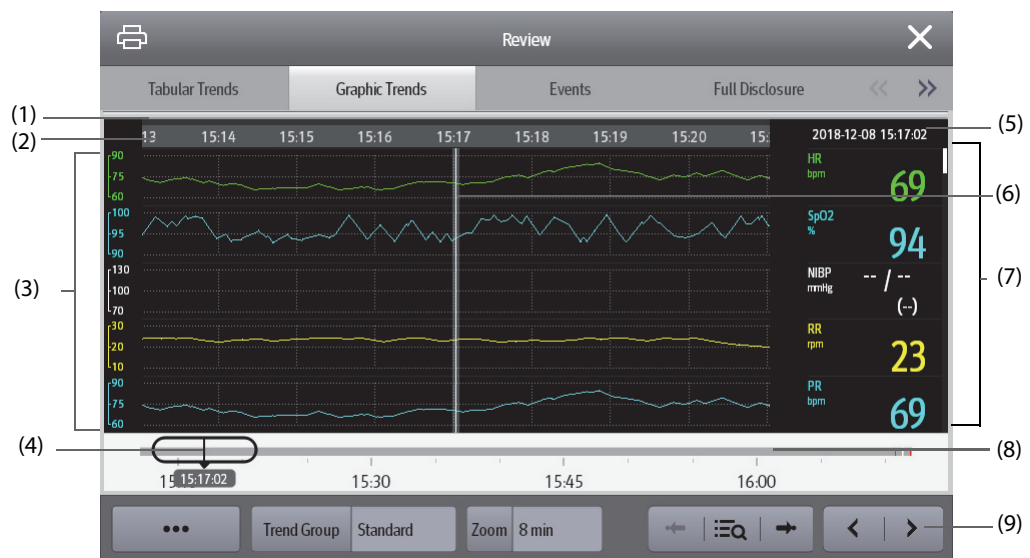 Review
Tabular Trends Graphic Trends Events Full Disclosure
(1)
(2)
13 15:14 15:15 15:16 15:17 15:18 15:19 15:20 15:
2018-12-08 15:17:02
(5)
90
75
60
HR
bpm
69
(6)
100
95
90
SpO2
%
94
(3)
130
100
70
NIBP
mmHg
-- / --
(--)
(7)
30
20
10
RR
rpm
23
90
75
60
PR
bpm
69
(4)
(8)
15:17:02
15:30 15:45 16:00
••• Trend Group Standard Zoom 8 min
(9)